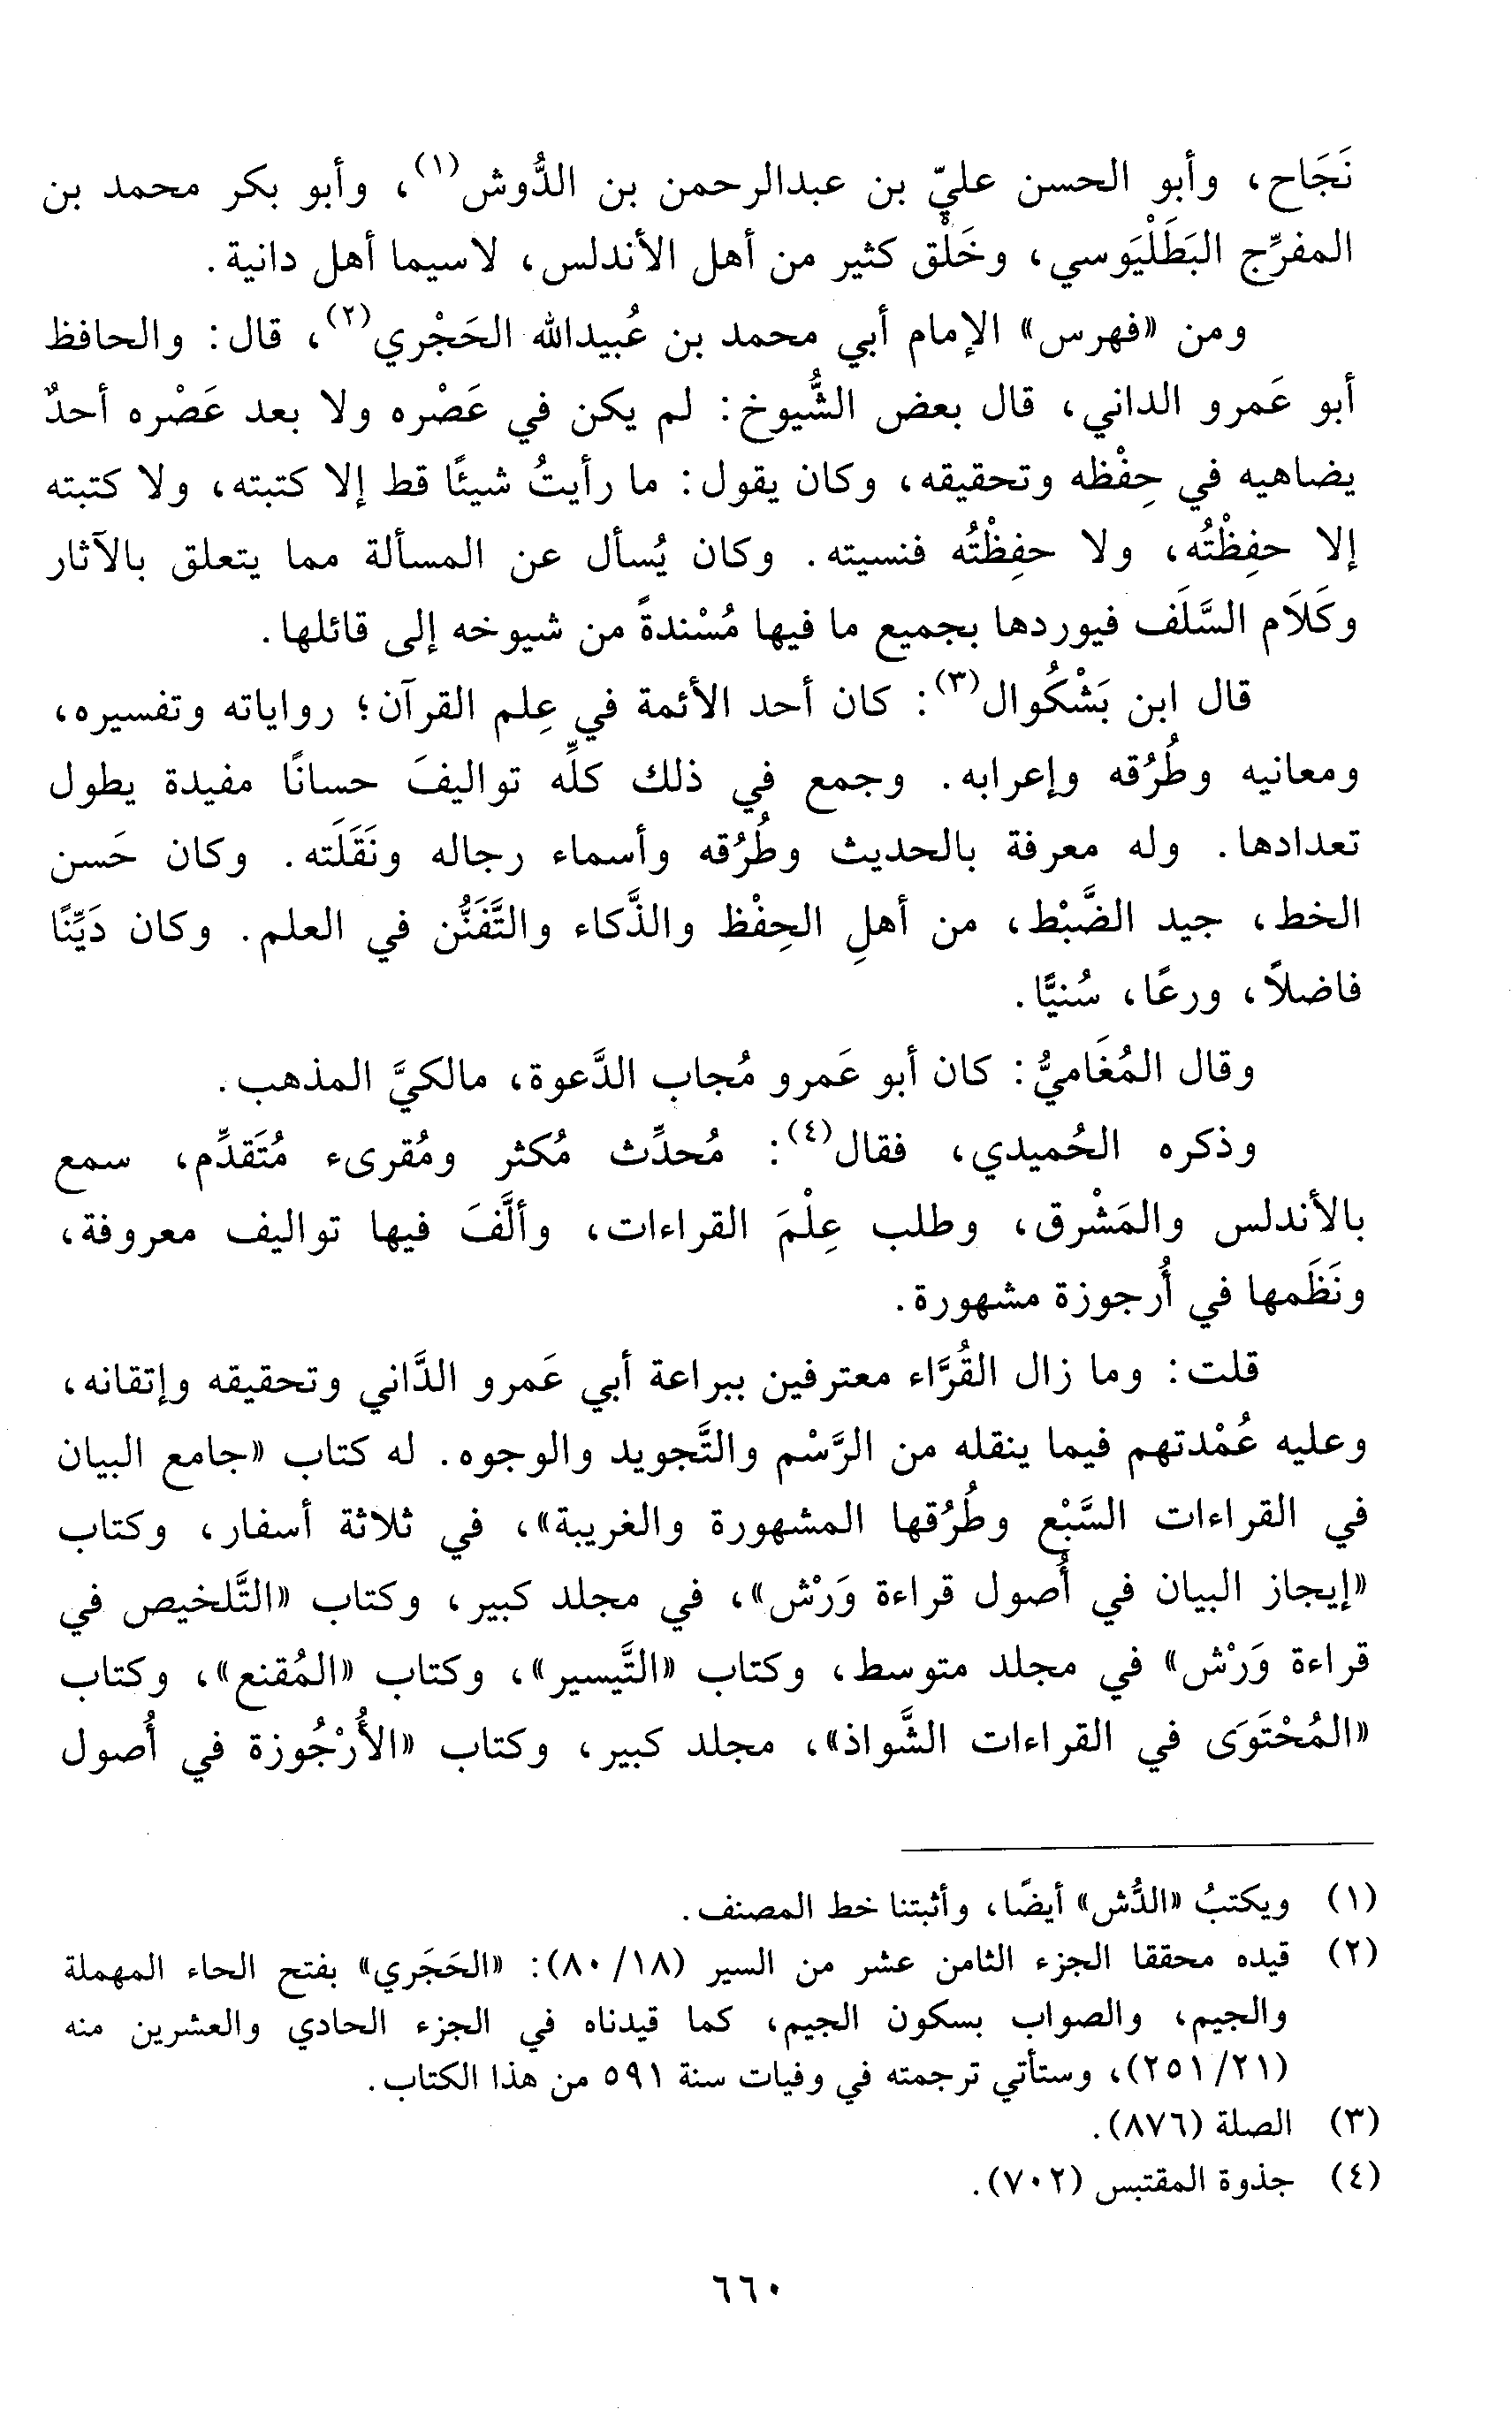 نَجَاح، وأبو الحسن عليّ بن عبدالرحمن بن الدُّوش(١)، وأبو بكر محمد بن
المفرِّج البَطَلْيَوسي، وخَلْق كثير من أهل الأندلس، لاسيما أهل دانية.
ومن «فهرس» الإمام أبي محمد بن عُبيدالله الحَجْري(٢)، قال: والحافظ
أبو عَمرو الداني، قال بعض الشُّيوخ: لم يكن في عَصْره ولا بعد عَصْره أحدٌ
يضاهيه في حِفْظه وتحقيقه، وكان يقول: ما رأيتُ شيئًا قط إلا كتبته، ولا كتبته
إلا حفِظْتُه، ولا حفِظْتُه فنسيته. وكان يُسأل عن المسألة مما يتعلق بالآثار
وكَلاَم السَّلَف فيوردها بجميع ما فيها مُسْندةً من شيوخه إلى قائلها.
قال ابن بَشْكُوال(٣): كان أحد الأئمة في عِلم القرآن؛ رواياته وتفسيره،
ومعانيه وطُرُقه وإعرابه. وجمع في ذلك كلِّه تواليفَ حسانًا مفيدة يطول
تعدادها. وله معرفة بالحديث وطُرُقه وأسماء رجاله ونَقَلَته. وكان حَسن
الخط، جيد الضَّبْط، من أهلِ الحِفْظ والذَّكاء والتَّفَنُّن في العلم. وكان دَيِّنًا
فاضلاً، ورعًا، سُنيًّا.
وقال المُغَاميُّ: كان أبو عَمرو مُجاب الدَّعوة، مالكيَّ المذهب.
وذكره الحُميدي، فقال(٤): مُحدِّث مُكثر ومُقرىء مُتَقدِّم، سمع
بالأندلس والمَشْرق، وطلب عِلْمَ القراءات، وألَّفَ فيها تواليف معروفة،
ونَظَمها في أُرجوزة مشهورة.
قلت: وما زال القُرَّاء معترفين ببراعة أبي عَمرو الدَّاني وتحقيقه وإتقانه،
وعليه عُمْدتهم فيما ينقله من الرَّسْم والتَّجويد والوجوه. له كتاب «جامع البيان
في القراءات السَّبْع وطُرُقها المشهورة والغريبة»، في ثلاثة أسفار، وكتاب
«إيجاز البيان في أُصول قراءة وَرْش»، في مجلد كبير، وكتاب «التَّلخيص في
قراءة وَرْش» في مجلد متوسط، وكتاب «التَّيسير»، وكتاب «المُقنع»، وكتاب
«المُحْتَوَى في القراءات الشَّواذ»، مجلد كبير، وكتاب «الأُرْجُوزة في أُصول
(١) ويكتبُ «الدُّش» أيضًا، وأثبتنا خط المصنف.
(٢) قيده محققا الجزء الثامن عشر من السير (١٨/ ٨٠): «الحَجَري» بفتح الحاء المهملة
والجيم، والصواب بسكون الجيم، كما قيدناه في الجزء الحادي والعشرين منه
(٢١/ ٢٥١)، وستأتي ترجمته في وفيات سنة ٥٩١ من هذا الكتاب.
(٣) الصلة (٨٧٦).
(٤) جذوة المقتبس (٧٠٢).
٦٦٠